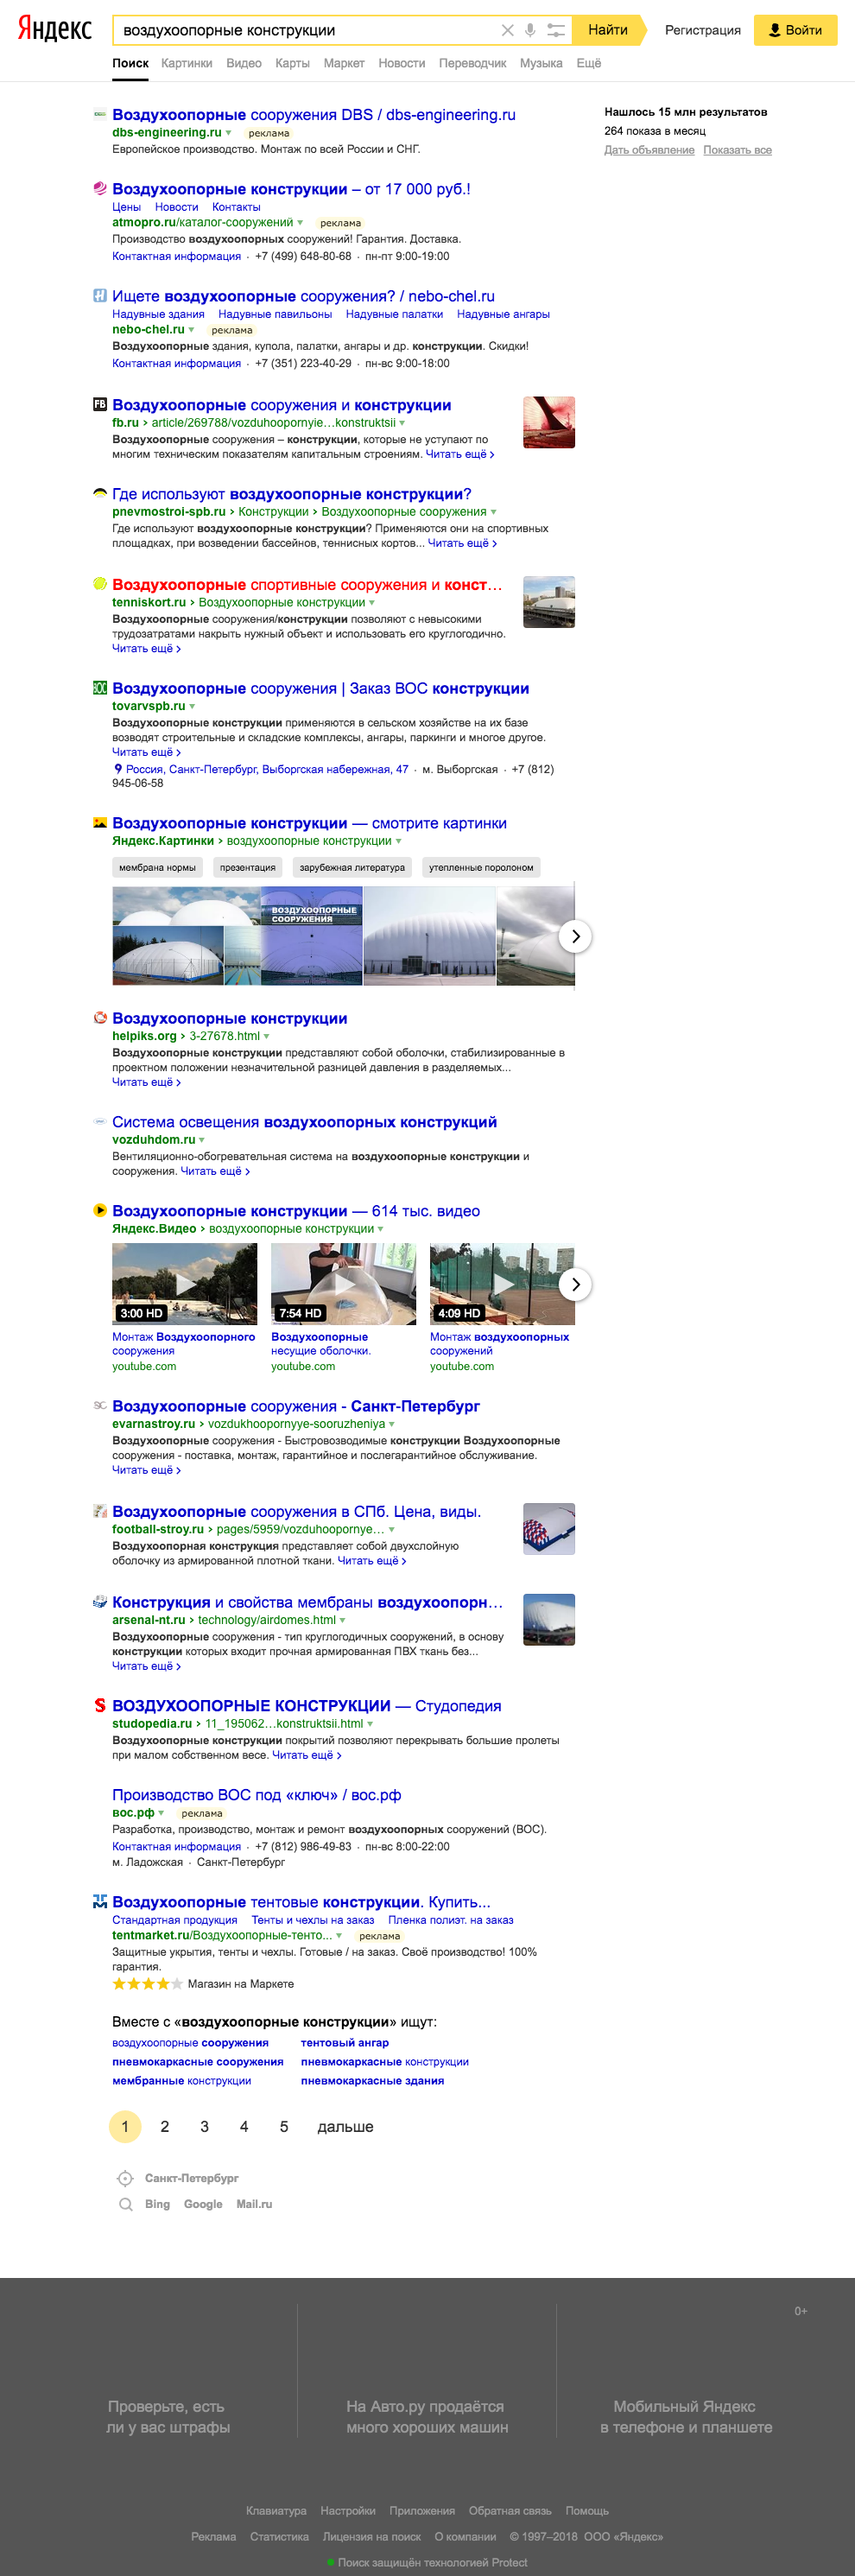 Яндекс
воздухоопорные конструкции
Найти
Регистрация
Войти
Поиск Картинки Видео Карты Маркет Новости Переводчик Музыка Ещё
Нашлось 15 млн результатов
264 показа в месяц
Дать объявление Показать все
Воздухоопорные сооружения DBS / dbs-engineering.ru
dbs-engineering.ru реклама
Европейское производство. Монтаж по всей России и СНГ.
Воздухоопорные конструкции – от 17 000 руб.!
Цены Новости Контакты
atmopro.ru/каталог-сооружений реклама
Производство воздухоопорных сооружений! Гарантия. Доставка.
Контактная информация · +7 (499) 648-80-68 · пн-пт 9:00-19:00
Ищете воздухоопорные сооружения? / nebo-chel.ru
Надувные здания Надувные павильоны Надувные палатки Надувные ангары
nebo-chel.ru реклама
Воздухоопорные здания, купола, палатки, ангары и др. конструкции. Скидки!
Контактная информация · +7 (351) 223-40-29 · пн-вс 9:00-18:00
FB
Воздухоопорные сооружения и конструкции
fb.ru › article/269788/vozduhoopornyie…konstruktsii
Воздухоопорные сооружения – конструкции, которые не уступают по
многим техническим показателям капитальным строениям. Читать ещё ›
Где используют воздухоопорные конструкции?
pnevmostroi-spb.ru › Конструкции › Воздухоопорные сооружения
Где используют воздухоопорные конструкции? Применяются они на спортивных
площадках, при возведении бассейнов, теннисных кортов... Читать ещё ›
Воздухоопорные спортивные сооружения и конст…
tenniskort.ru › Воздухоопорные конструкции
Воздухоопорные сооружения/конструкции позволяют с невысокими
трудозатратами накрыть нужный объект и использовать его круглогодично.
Читать ещё ›
Воздухоопорные сооружения | Заказ ВОС конструкции
tovarvspb.ru
Воздухоопорные конструкции применяются в сельском хозяйстве на их базе
возводят строительные и складские комплексы, ангары, паркинги и многое другое.
Читать ещё ›
Россия, Санкт-Петербург, Выборгская набережная, 47 · м. Выборгская · +7 (812)
945-06-58
Воздухоопорные конструкции — смотрите картинки
Яндекс.Картинки › воздухоопорные конструкции
мембрана нормы презентация зарубежная литература утепленные поролоном
ВОЗДУХООПОРНЫЕ
СООРУЖЕНИЯ
Воздухоопорные конструкции
helpiks.org › 3-27678.html
Воздухоопорные конструкции представляют собой оболочки, стабилизированные в
проектном положении незначительной разницей давления в разделяемых...
Читать ещё ›
Система освещения воздухоопорных конструкций
vozduhdom.ru
Вентиляционно-обогревательная система на воздухоопорные конструкции и
сооружения. Читать ещё ›
Воздухоопорные конструкции — 614 тыс. видео
Яндекс.Видео › воздухоопорные конструкции
3:00 HD 7:54 HD 4:09 HD
Монтаж Воздухоопорного Воздухоопорные Монтаж воздухоопорных
сооружения несущие оболочки. сооружений
youtube.com youtube.com youtube.com
Воздухоопорные сооружения - Санкт-Петербург
evarnastroy.ru › vozdukhoopornyye-sooruzheniya
Воздухоопорные сооружения - Быстровозводимые конструкции Воздухоопорные
сооружения - поставка, монтаж, гарантийное и послегарантийное обслуживание.
Читать ещё ›
Воздухоопорные сооружения в СПб. Цена, виды.
football-stroy.ru › pages/5959/vozduhoopornye…
Воздухоопорная конструкция представляет собой двухслойную
оболочку из армированной плотной ткани. Читать ещё ›
Конструкция и свойства мембраны воздухоопорн…
arsenal-nt.ru › technology/airdomes.html
Воздухоопорные сооружения - тип круглогодичных сооружений, в основу
конструкции которых входит прочная армированная ПВХ ткань без...
Читать ещё ›
ВОЗДУХООПОРНЫЕ КОНСТРУКЦИИ — Студопедия
studopedia.ru › 11_195062…konstruktsii.html
Воздухоопорные конструкции покрытий позволяют перекрывать большие пролеты
при малом собственном весе. Читать ещё ›
Производство ВОС под «ключ» / вос.рф
вос.рф реклама
Разработка, производство, монтаж и ремонт воздухоопорных сооружений (ВОС).
Контактная информация · +7 (812) 986-49-83 · пн-вс 8:00-22:00
м. Ладожская · Санкт-Петербург
Воздухоопорные тентовые конструкции. Купить...
Стандартная продукция Тенты и чехлы на заказ Пленка полиэт. на заказ
tentmarket.ru/Воздухоопорные-тенто... реклама
Защитные укрытия, тенты и чехлы. Готовые / на заказ. Своё производство! 100%
гарантия.
Магазин на Маркете
Вместе с «воздухоопорные конструкции» ищут:
воздухоопорные сооружения тентовый ангар
пневмокаркасные сооружения пневмокаркасные конструкции
мембранные конструкции пневмокаркасные здания
1 2 3 4 5 дальше
Санкт-Петербург
Bing Google Mail.ru
0+
Проверьте, есть На Авто.ру продаётся Мобильный Яндекс
ли у вас штрафы много хороших машин в телефоне и планшете
Клавиатура Настройки Приложения Обратная связь Помощь
Реклама Статистика Лицензия на поиск О компании © 1997–2018 ООО «Яндекс»
Поиск защищён технологией Protect